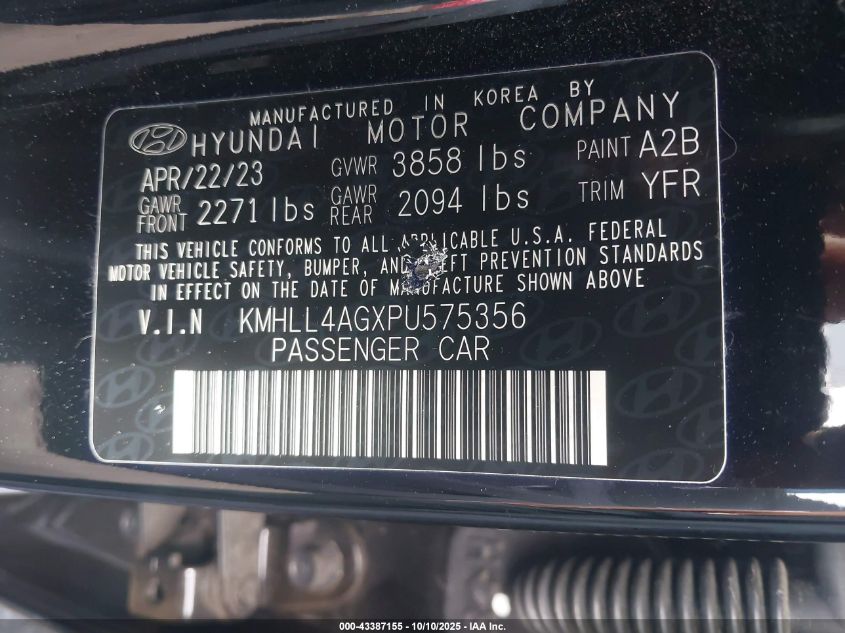 MANUFACTURED IN KOREA BY
HYUNDAI MOTOR COMPANY
APR/22/23 GVWR 3858 lbs PAINT A2B
GAWR FRONT 2271 lbs GAWR REAR 2094 lbs TRIM YFR
THIS VEHICLE CONFORMS TO ALL APPLICABLE U.S.A. FEDERAL
MOTOR VEHICLE SAFETY, BUMPER, AND THEFT PREVENTION STANDARDS
IN EFFECT ON THE DATE OF MANUFACTURE SHOWN ABOVE
V.I.N KMHLL4AGXPU575356
PASSENGER CAR
000-43387155 - 10/10/2025 - IAA Inc.